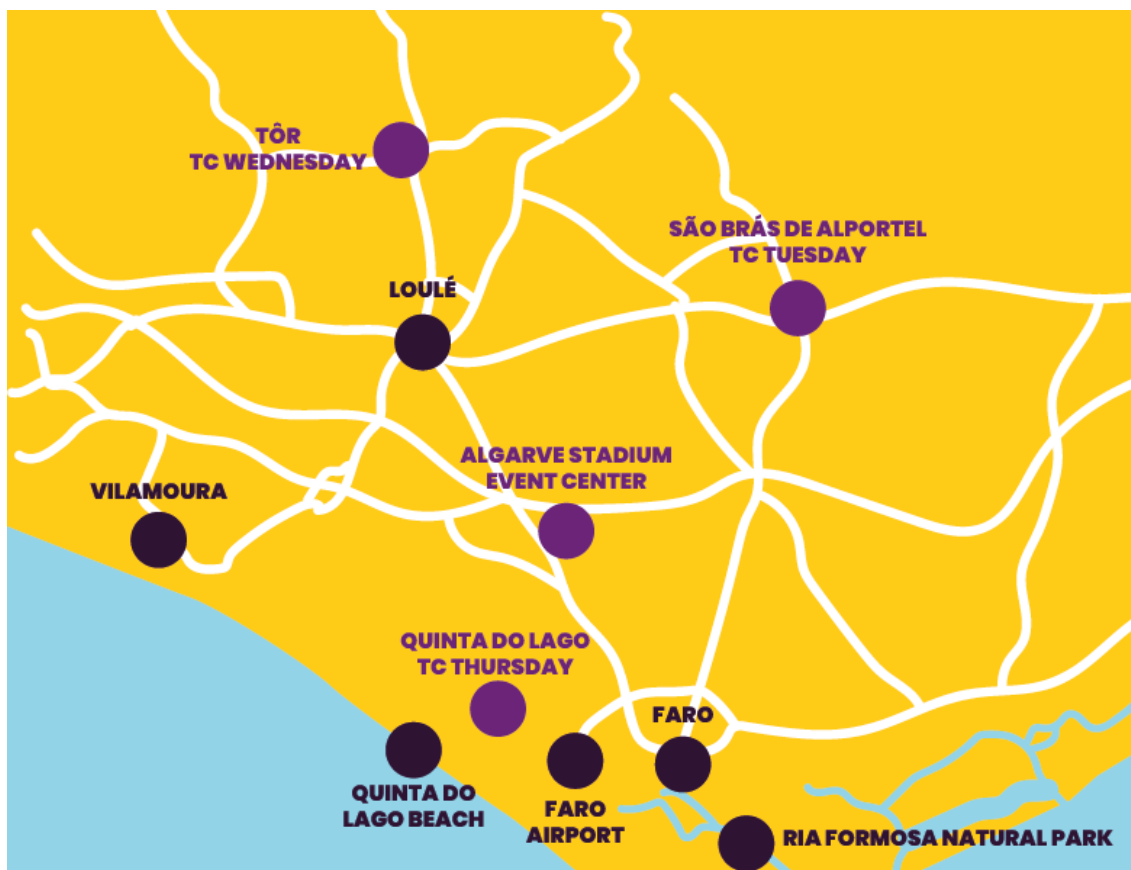 TÔR
TC WEDNESDAY
SÃO BRÁS DE ALPORTEL
TC TUESDAY
LOULÉ
ALGARVE STADIUM
EVENT CENTER
VILAMOURA
QUINTA DO LAGO
TC THURSDAY
FARO
QUINTA DO
LAGO BEACH
FARO
AIRPORT
RIA FORMOSA NATURAL PARK